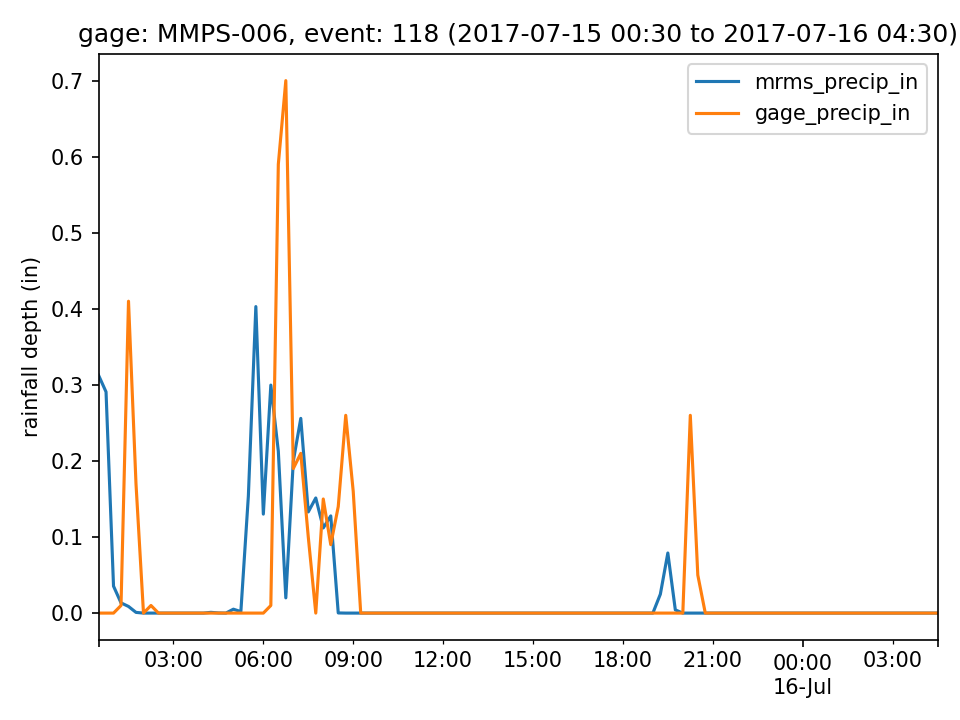 gage: MMPS-006, event: 118 (2017-07-15 00:30 to 2017-07-16 04:30)
mrms_precip_in
gage_precip_in
rainfall depth (in)
0.7
0.6
0.5
0.4
0.3
0.2
0.1
0.0
03:00 06:00 09:00 12:00 15:00 18:00 21:00 00:00 03:00
16-Jul